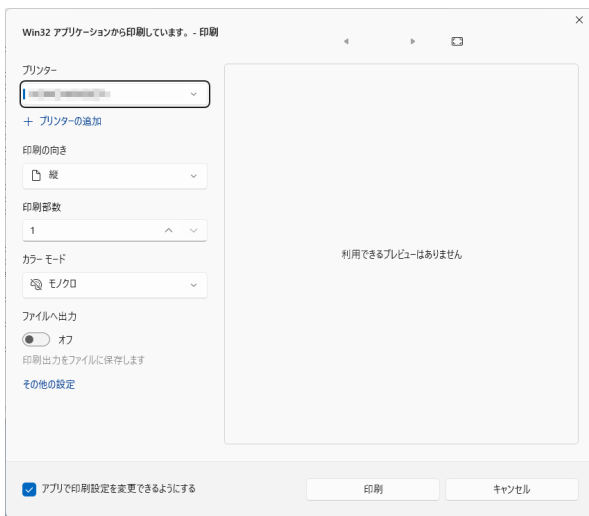 Win32 アプリケーションから印刷しています。- 印刷
プリンター
プリンターの追加
印刷の向き
縦
印刷部数
1
カラー モード
モノクロ
ファイルへ出力
オフ
印刷出力をファイルに保存します
その他の設定
利用できるプレビューはありません
アプリで印刷設定を変更できるようにする
印刷
キャンセル